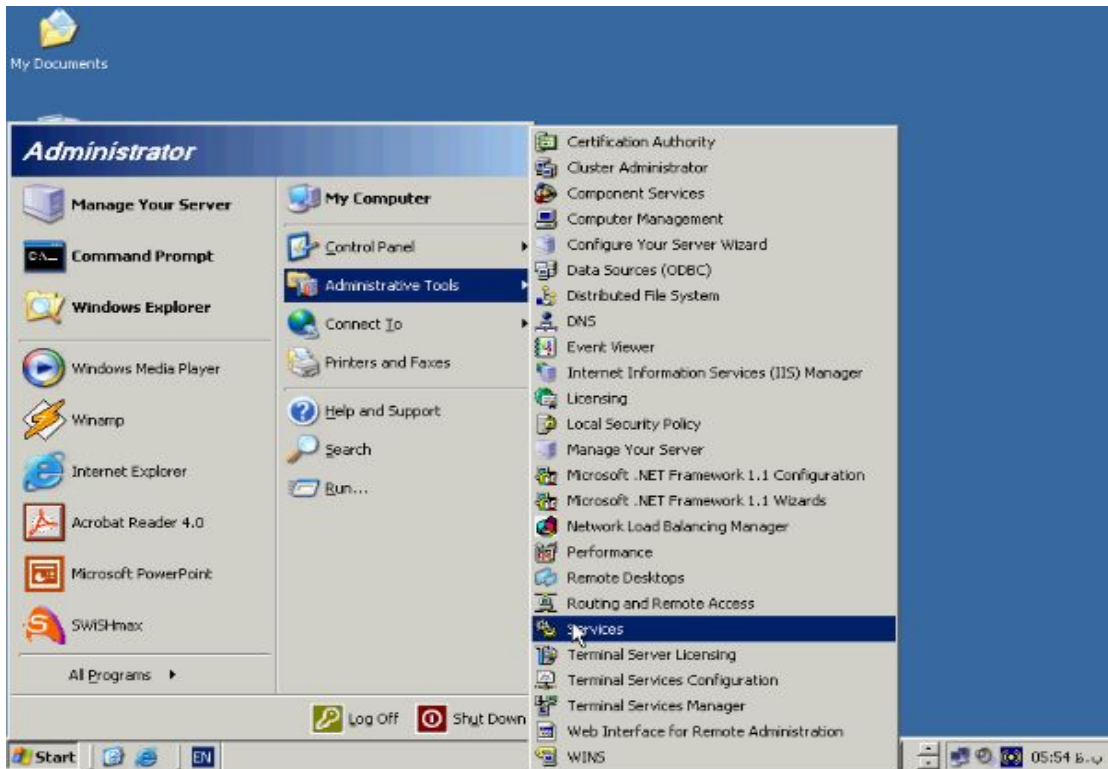 My Documents
Administrator
Manage Your Server
Command Prompt
Windows Explorer
Windows Media Player
Winamp
Internet Explorer
Acrobat Reader 4.0
Microsoft PowerPoint
SWiSHmax
All Programs
My Computer
Control Panel
Administrative Tools
Connect To
Printers and Faxes
Help and Support
Search
Run...
Log Off
Shut Down
Certification Authority
Cluster Administrator
Component Services
Computer Management
Configure Your Server Wizard
Data Sources (ODBC)
Distributed File System
DNS
Event Viewer
Internet Information Services (IIS) Manager
Licensing
Local Security Policy
Manage Your Server
Microsoft .NET Framework 1.1 Configuration
Microsoft .NET Framework 1.1 Wizards
Network Load Balancing Manager
Performance
Remote Desktops
Routing and Remote Access
Services
Terminal Server Licensing
Terminal Services Configuration
Terminal Services Manager
Web Interface for Remote Administration
WINS
Start
EN
05:54 ب.ظ